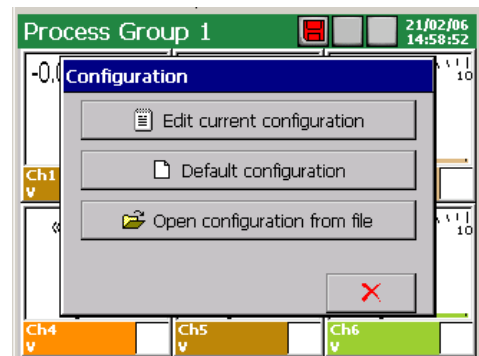 Process Group 1
21/02/06
14:58:52
-0.0
Configuration
10
Edit current configuration
Default configuration
Ch1
V
Open configuration from file
10
Ch4
V
Ch5
V
Ch6
V